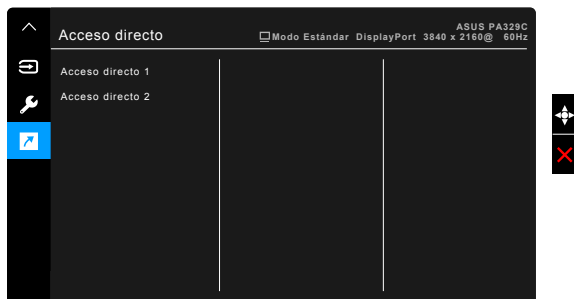 ASUS PA329C
Acceso directo
Modo Estándar DisplayPort 3840 x 2160@ 60Hz
Acceso directo 1
Acceso directo 2